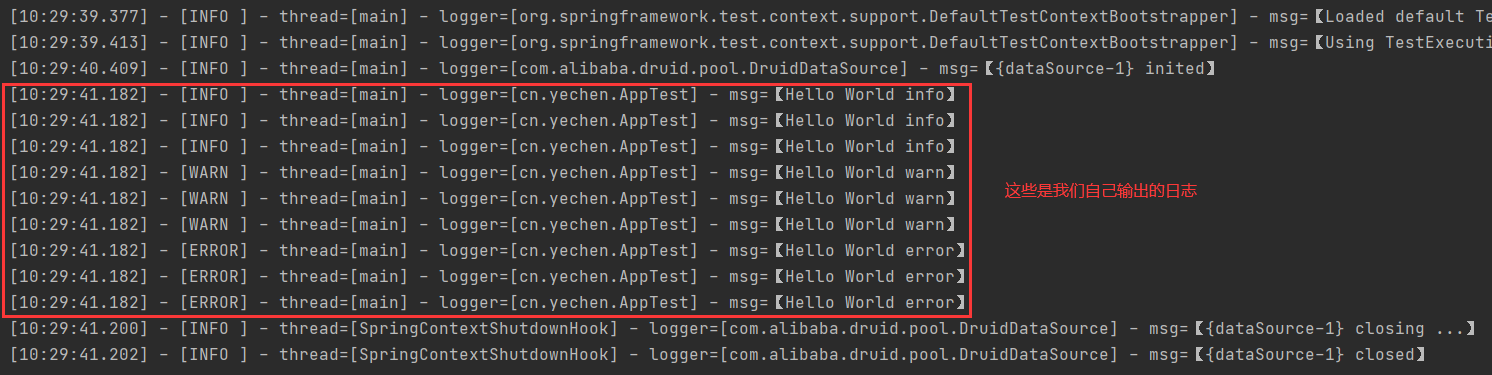 [10:29:39.377] - [INFO ] - thread=[main] - logger=[org.springframework.test.context.support.DefaultTestContextBootstrapper] - msg=【Loaded default Te
[10:29:39.413] - [INFO ] - thread=[main] - logger=[org.springframework.test.context.support.DefaultTestContextBootstrapper] - msg=【Using TestExecuti
[10:29:40.409] - [INFO ] - thread=[main] - logger=[com.alibaba.druid.pool.DruidDataSource] - msg=【{dataSource-1} inited】
[10:29:41.182] - [INFO ] - thread=[main] - logger=[cn.yechen.AppTest] - msg=【Hello World info】
[10:29:41.182] - [INFO ] - thread=[main] - logger=[cn.yechen.AppTest] - msg=【Hello World info】
[10:29:41.182] - [INFO ] - thread=[main] - logger=[cn.yechen.AppTest] - msg=【Hello World info】
[10:29:41.182] - [WARN ] - thread=[main] - logger=[cn.yechen.AppTest] - msg=【Hello World warn】
[10:29:41.182] - [WARN ] - thread=[main] - logger=[cn.yechen.AppTest] - msg=【Hello World warn】
这些是我们自己输出的日志
[10:29:41.182] - [WARN ] - thread=[main] - logger=[cn.yechen.AppTest] - msg=【Hello World warn】
[10:29:41.182] - [ERROR] - thread=[main] - logger=[cn.yechen.AppTest] - msg=【Hello World error】
[10:29:41.182] - [ERROR] - thread=[main] - logger=[cn.yechen.AppTest] - msg=【Hello World error】
[10:29:41.182] - [ERROR] - thread=[main] - logger=[cn.yechen.AppTest] - msg=【Hello World error】
[10:29:41.200] - [INFO ] - thread=[SpringContextShutdownHook] - logger=[com.alibaba.druid.pool.DruidDataSource] - msg=【{dataSource-1} closing ...】
[10:29:41.202] - [INFO ] - thread=[SpringContextShutdownHook] - logger=[com.alibaba.druid.pool.DruidDataSource] - msg=【{dataSource-1} closed】